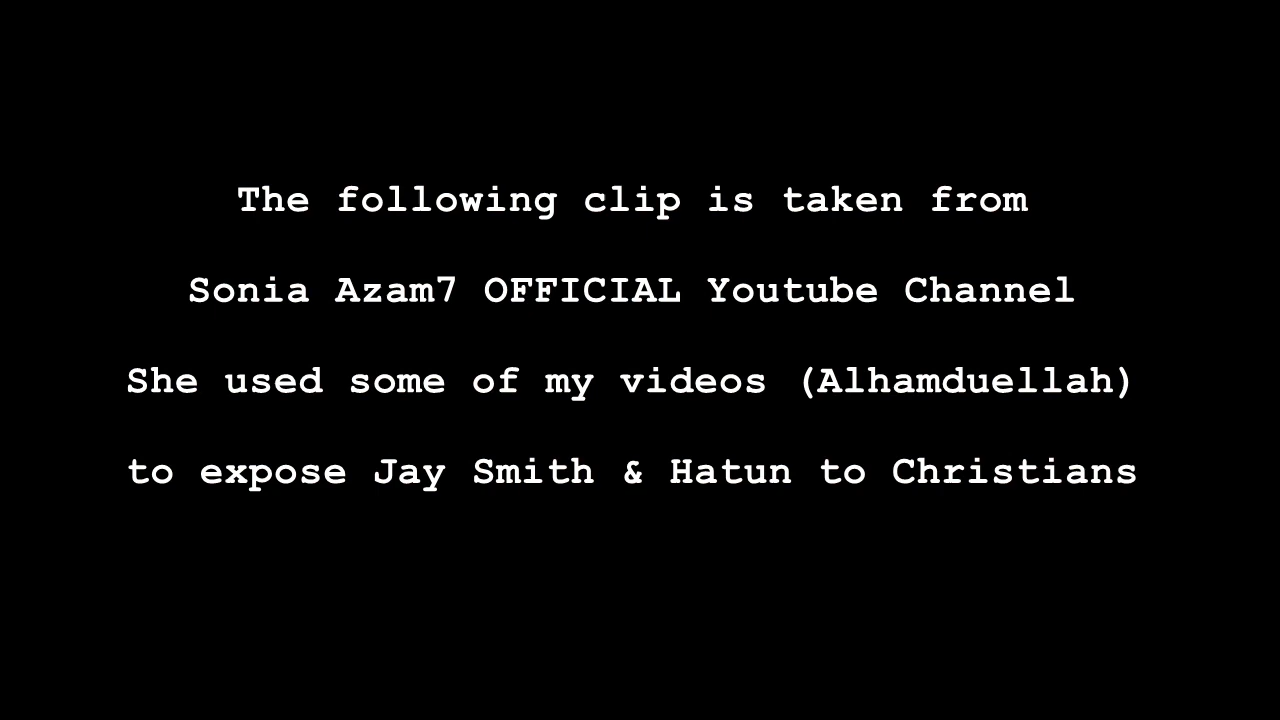 The following clip is taken from
Sonia Azam7 OFFICIAL Youtube Channel
She used some of my videos (Alhamduellah)
to expose Jay Smith & Hatun to Christians